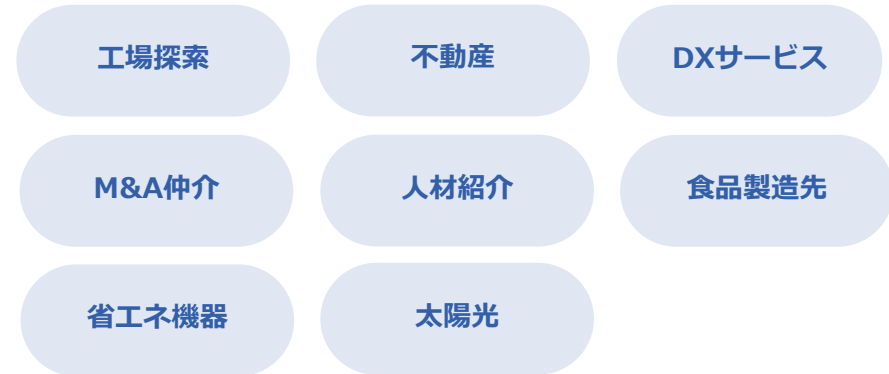 工場探索
不動産
DXサービス
M&A仲介
人材紹介
食品製造先
省エネ機器
太陽光